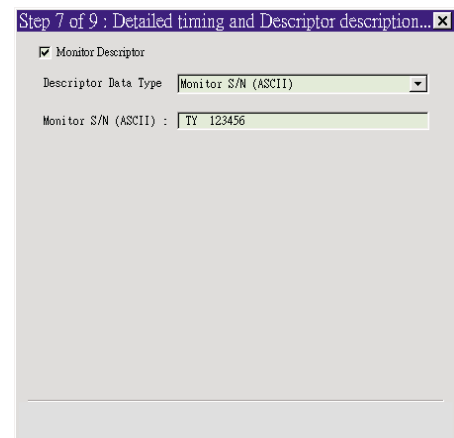 Step 7 of 9 : Detailed timing and Descriptor description...
Monitor Descriptor
Descriptor Data Type Monitor S/N (ASCII)
Monitor S/N (ASCII) : TY 123456